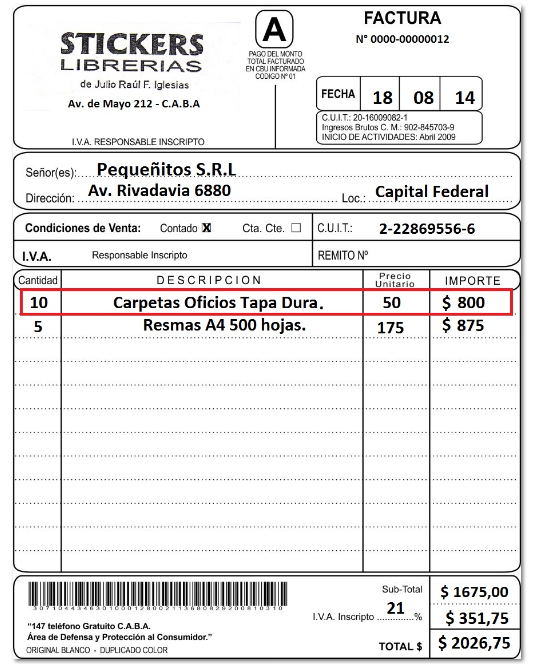 STICKERS
LIBRERIAS
de Julio Raúl F. Iglesias
Av. de Mayo 212 - C.A.B.A
I.V.A. RESPONSABLE INSCRIPTO
A
PAGO DEL MONTO
TOTAL FACTURADO
EN CBU INFORMADA
CODIGO Nº 01
FACTURA
N° 0000-00000012
FECHA 18 08 14
C.U.I.T.: 20-16009082-1
Ingresos Brutos C. M.: 902-845703-9
INICIO DE ACTIVIDADES: Abril 2009
Señor(es): Pequeñitos S.R.L
Dirección: Av. Rivadavia 6880 Loc.: Capital Federal
Condiciones de Venta: Contado X Cta. Cte. C.U.I.T.: 2-22869556-6
I.V.A. Responsable Inscripto REMITO Nº
Cantidad DESCRIPCION Precio Unitario IMPORTE
10 Carpetas Oficios Tapa Dura. 50 $ 800
5 Resmas A4 500 hojas. 175 $ 875
Sub-Total $ 1675,00
I.V.A. Inscripto 21 % $ 351,75
TOTAL $ $ 2026,75
"147 teléfono Gratuito C.A.B.A.
Área de Defensa y Protección al Consumidor."
ORIGINAL BLANCO - DUPLICADO COLOR